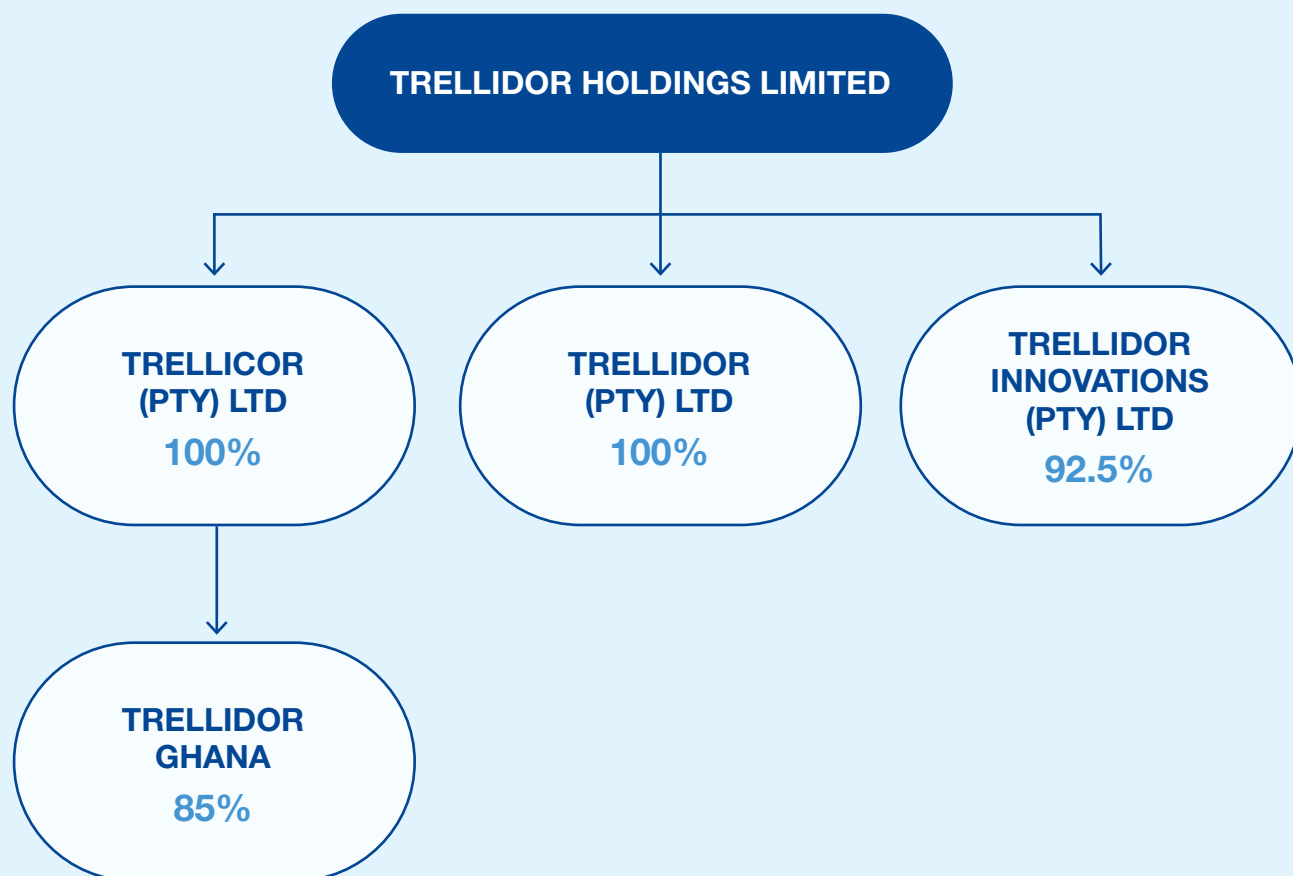 TRELLIDOR HOLDINGS LIMITED
TRELLICOR
(PTY) LTD
100%
TRELLIDOR
(PTY) LTD
100%
TRELLIDOR
INNOVATIONS
(PTY) LTD
92.5%
TRELLIDOR
GHANA
85%